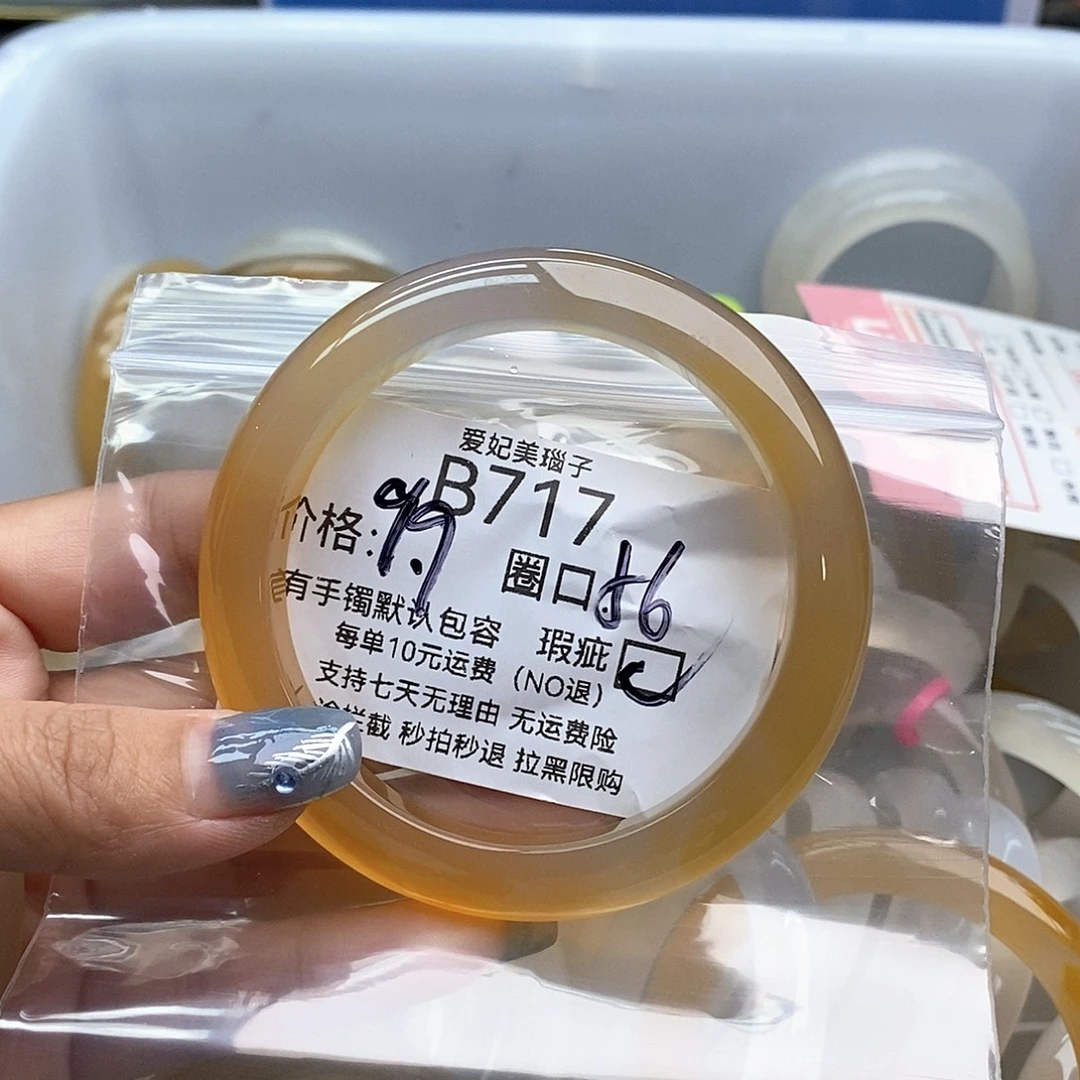 爱妃美瑙子
B717
价格:99.9
圈口:56
有手镯默认包容 瑕疵
每单10元运费 (NO退)
支持七天无理由 无运费险
拦截 秒拍秒退 拉黑限购